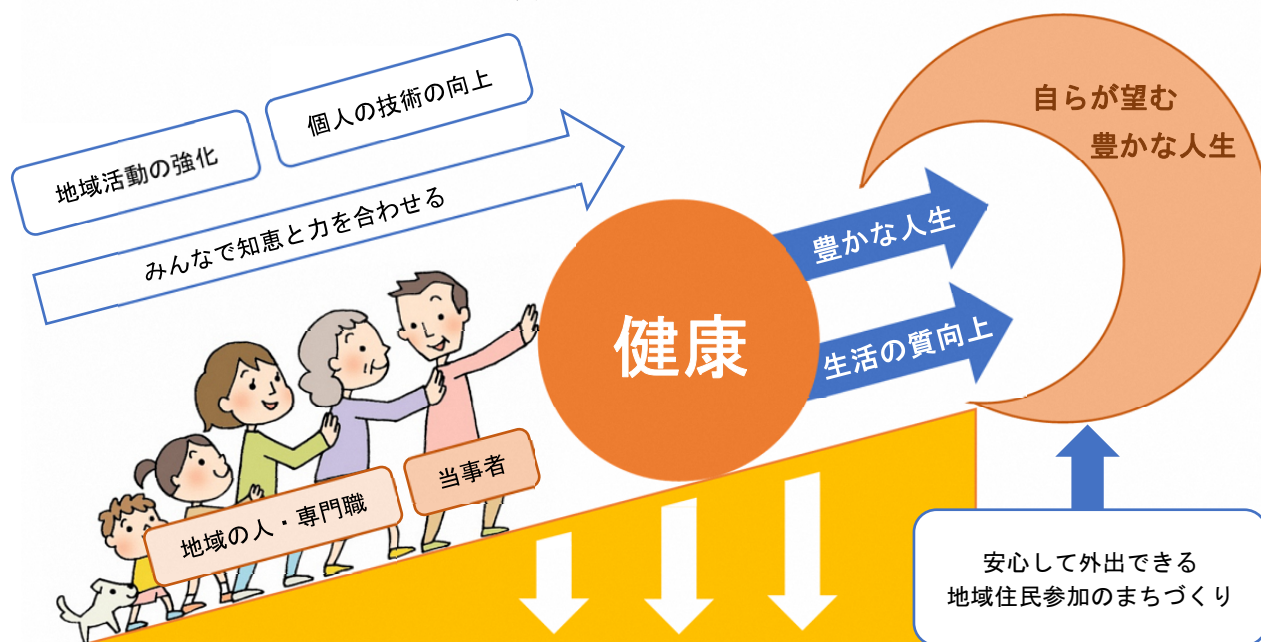 個人の技術の向上
地域活動の強化
みんなで知恵と力を合わせる
自らが望む
豊かな人生
豊かな人生
健康
生活の質向上
当事者
地域の人・専門職
安心して外出できる
地域住民参加のまちづくり